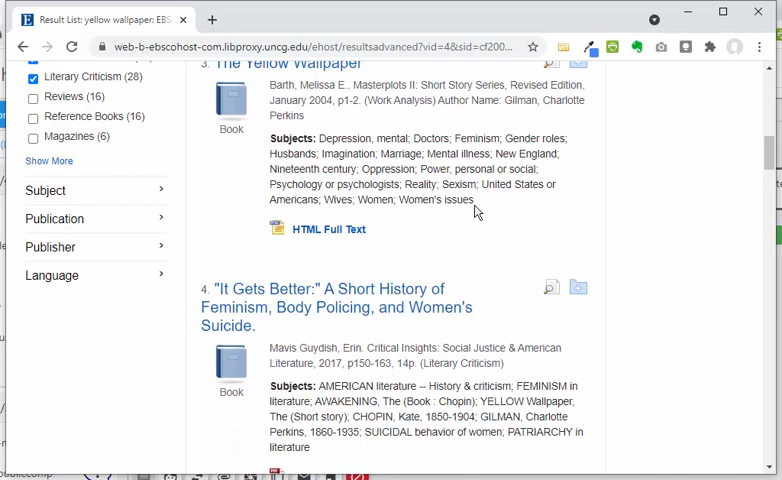 Result List: yellow wallpaper: EBS
web-b-ebscohost-com.libproxy.uncg.edu/ehost/resultsadvanced?vid=4&sid=cf200...
Literary Criticism (28)
Reviews (16)
Reference Books (16)
Magazines (6)
Show More
Subject
Publication
Publisher
Language
3. The Yellow Wallpaper
Book
Barth, Melissa E.. Masterplots II: Short Story Series, Revised Edition,
January 2004, p1-2. (Work Analysis) Author Name: Gilman, Charlotte
Perkins
Subjects: Depression, mental; Doctors; Feminism; Gender roles;
Husbands; Imagination; Marriage; Mental illness; New England;
Nineteenth century; Oppression; Power, personal or social;
Psychology or psychologists; Reality; Sexism; United States or
Americans; Wives; Women; Women's issues
HTML Full Text
4. "It Gets Better:" A Short History of
Feminism, Body Policing, and Women's
Suicide.
Book
Mavis Guydish, Erin. Critical Insights: Social Justice & American
Literature, 2017, p150-163, 14p. (Literary Criticism)
Subjects: AMERICAN literature -- History & criticism; FEMINISM in
literature; AWAKENING, The (Book : Chopin); YELLOW Wallpaper,
The (Short story); CHOPIN, Kate, 1850-1904; GILMAN, Charlotte
Perkins, 1860-1935; SUICIDAL behavior of women; PATRIARCHY in
literature